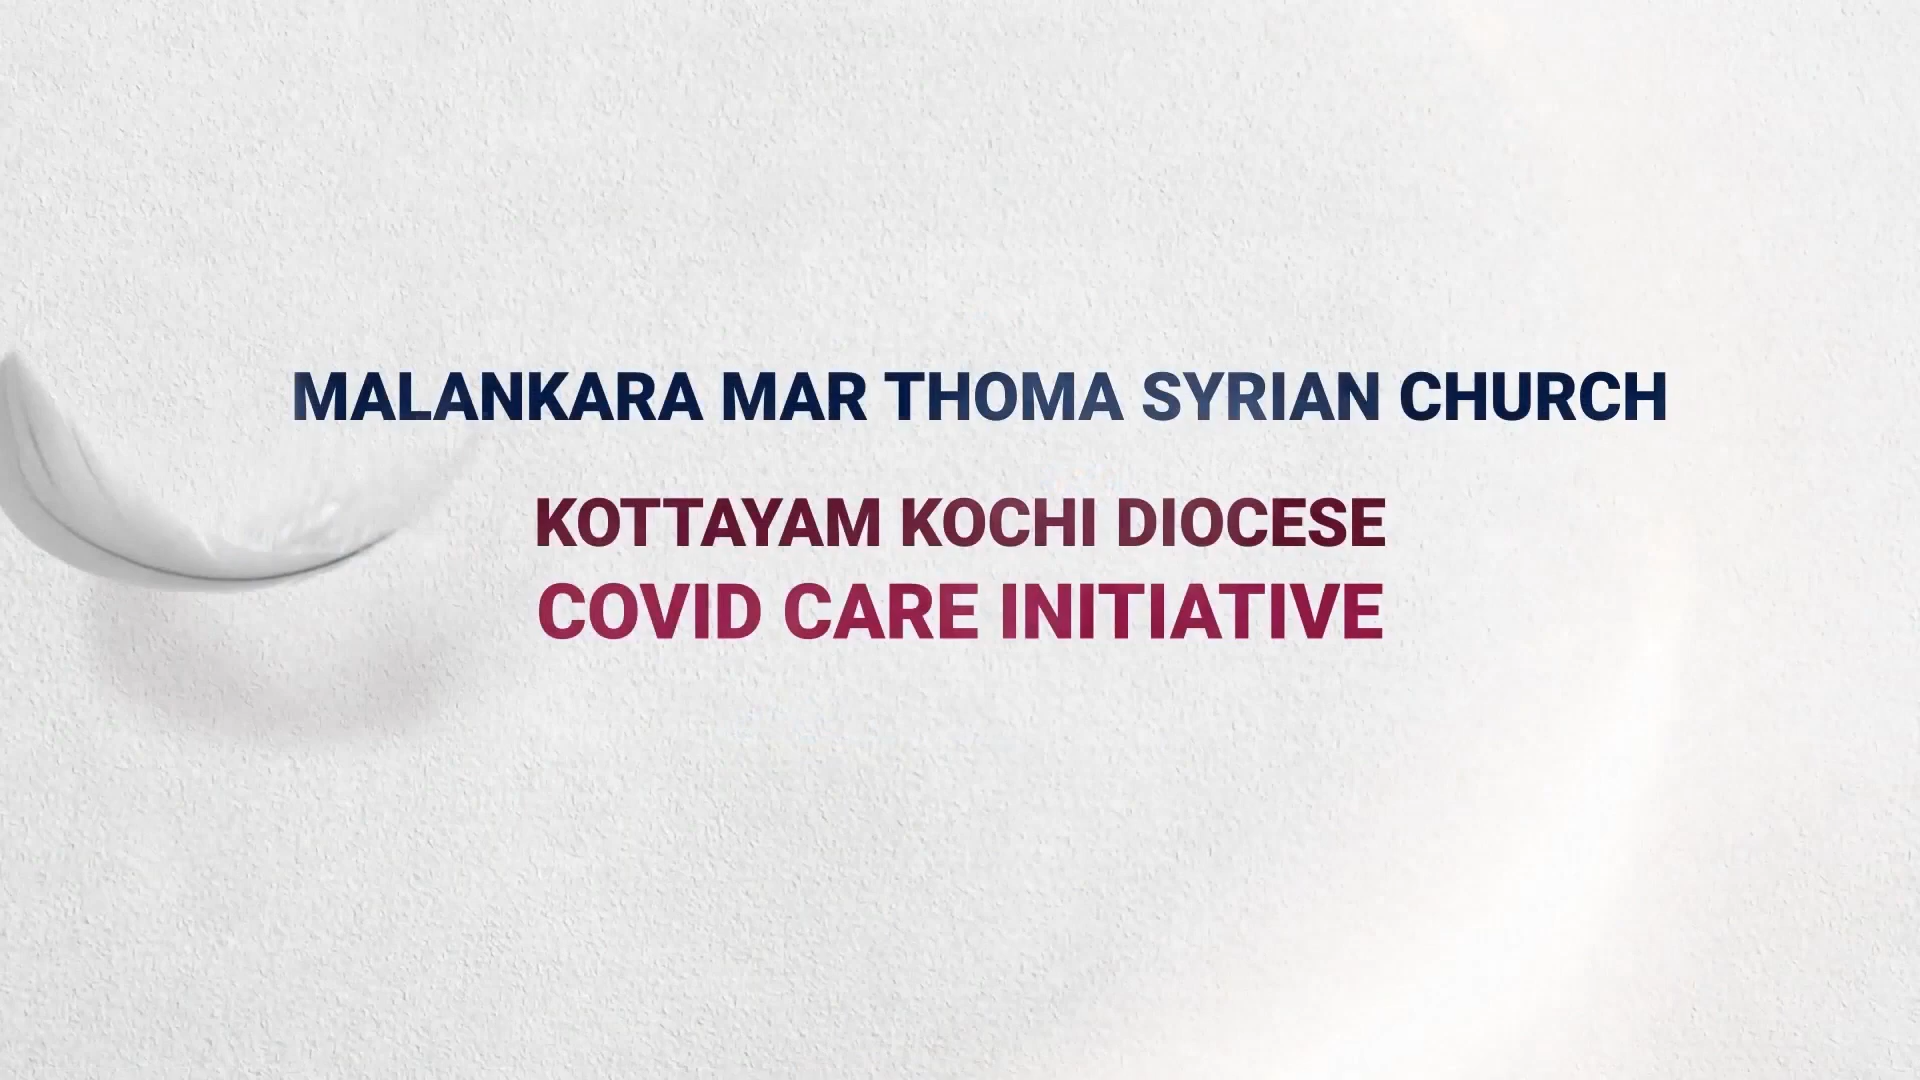 MALANKARA MAR THOMA SYRIAN CHURCH
KOTTAYAM KOCHI DIOCESE
COVID CARE INITIATIVE